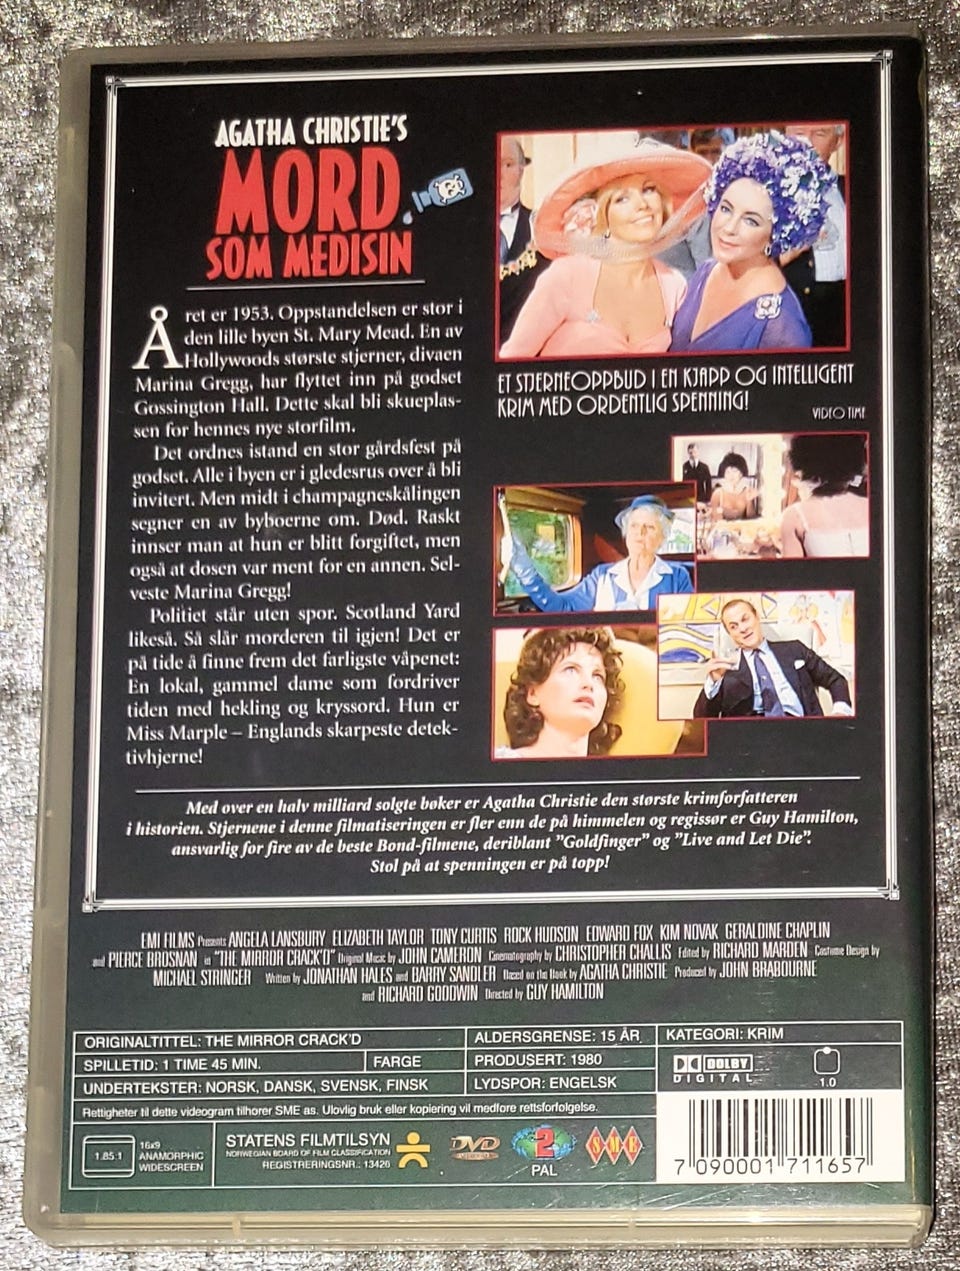 AGATHA CHRISTIE'S
MORD
SOM MEDISIN
Året er 1953. Oppstandelsen er stor i
den lille byen St. Mary Mead. En av
Hollywoods største stjerner, divaen
Marina Gregg, har flyttet inn på godset
Gossington Hall. Dette skal bli skueplas-
sen for hennes nye storfilm.
Det ordnes istand en stor gårdsfest på
godset. Alle i byen er i gledesrus over å bli
invitert. Men midt i champagneskålingen
segner en av byboerne om. Død. Raskt
innser man at hun er blitt forgiftet, men
også at dosen var ment for en annen. Sel-
veste Marina Gregg!
Politiet står uten spor. Scotland Yard
likeså. Så slår morderen til igjen! Det er
på tide å finne frem det farligste våpenet:
En lokal, gammel dame som fordriver
tiden med hekling og kryssord. Hun er
Miss Marple – Englands skarpeste detek-
tivhjerne!
ET STJERNEOPPBUD I EN KJAPP OG INTELLIGENT
KRIM MED ORDENTLIG SPENNING!
VIDEO TIME
Med over en halv milliard solgte bøker er Agatha Christie den største krimforfatteren
i historien. Stjernene i denne filmatiseringen er fler enn de på himmelen og regissør er Guy Hamilton,
ansvarlig for fire av de beste Bond-filmene, deriblant ”Goldfinger” og ”Live and Let Die”.
Stol på at spenningen er på topp!
EMI FILMS Presents ANGELA LANSBURY ELIZABETH TAYLOR TONY CURTIS ROCK HUDSON EDWARD FOX KIM NOVAK GERALDINE CHAPLIN
and PIERCE BROSNAN in "THE MIRROR CRACK'D" Original Music by JOHN CAMERON Cinematography by CHRISTOPHER CHALLIS Edited by RICHARD MARDEN Costume Design by
MICHAEL STRINGER Written by JONATHAN HALES and BARRY SANDLER Based on the Book by AGATHA CHRISTIE Produced by JOHN BRABOURNE
and RICHARD GOODWIN Directed by GUY HAMILTON
ORIGINALTITTEL: THE MIRROR CRACK'D
ALDERSGRENSE: 15 ÅR
KATEGORI: KRIM
SPILLETID: 1 TIME 45 MIN.
FARGE
PRODUSERT: 1980
UNDERTEKSTER: NORSK, DANSK, SVENSK, FINSK
LYDSPOR: ENGELSK
DOLBY
DIGITAL
1.0
Rettigheter til dette videogram tilhorer SME as. Ulovlig bruk eller kopiering vil medføre rettsforfølgelse.
1.85:1
16x9
ANAMORPHIC
WIDESCREEN
STATENS FILMTILSYN
NORWEGIAN BOARD OF FILM CLASSIFICATION
REGISTRERINGSNR.: 13420
DVD
VIDEO
2
PAL
SME
7 090001 711657